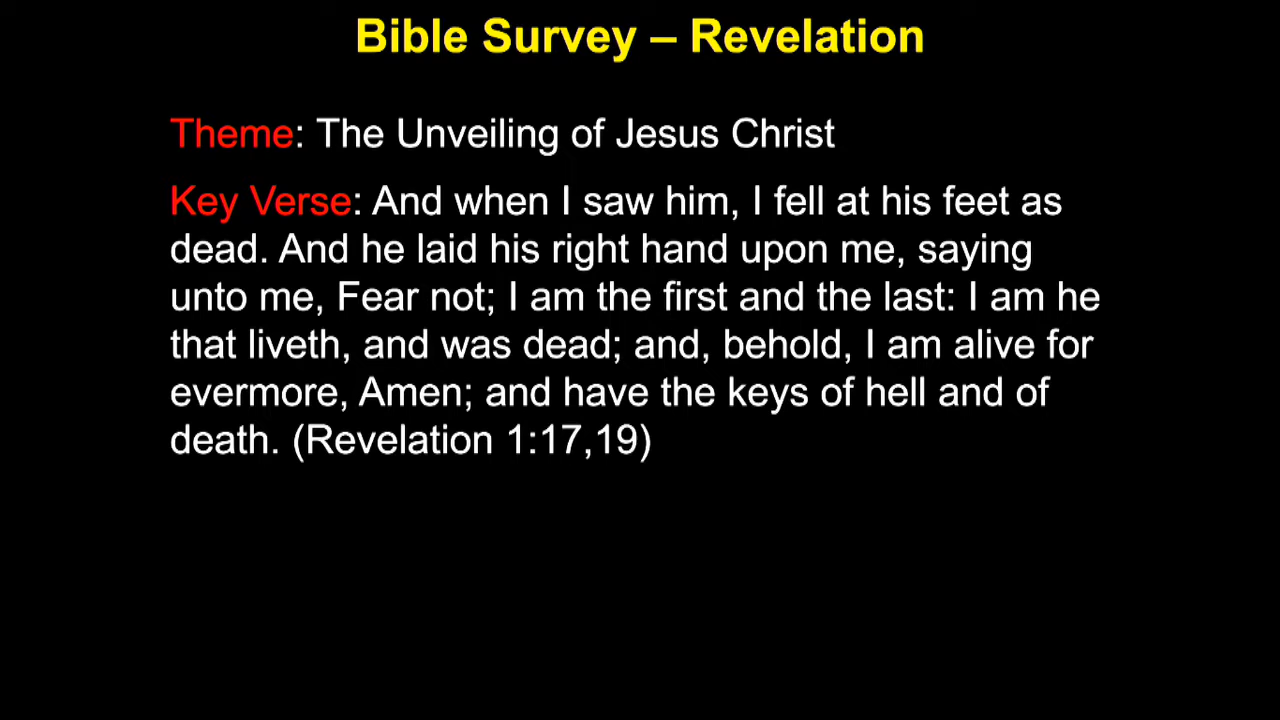 Bible Survey – Revelation
Theme: The Unveiling of Jesus Christ
Key Verse: And when I saw him, I fell at his feet as
dead. And he laid his right hand upon me, saying
unto me, Fear not; I am the first and the last: I am he
that liveth, and was dead; and, behold, I am alive for
evermore, Amen; and have the keys of hell and of
death. (Revelation 1:17,19)